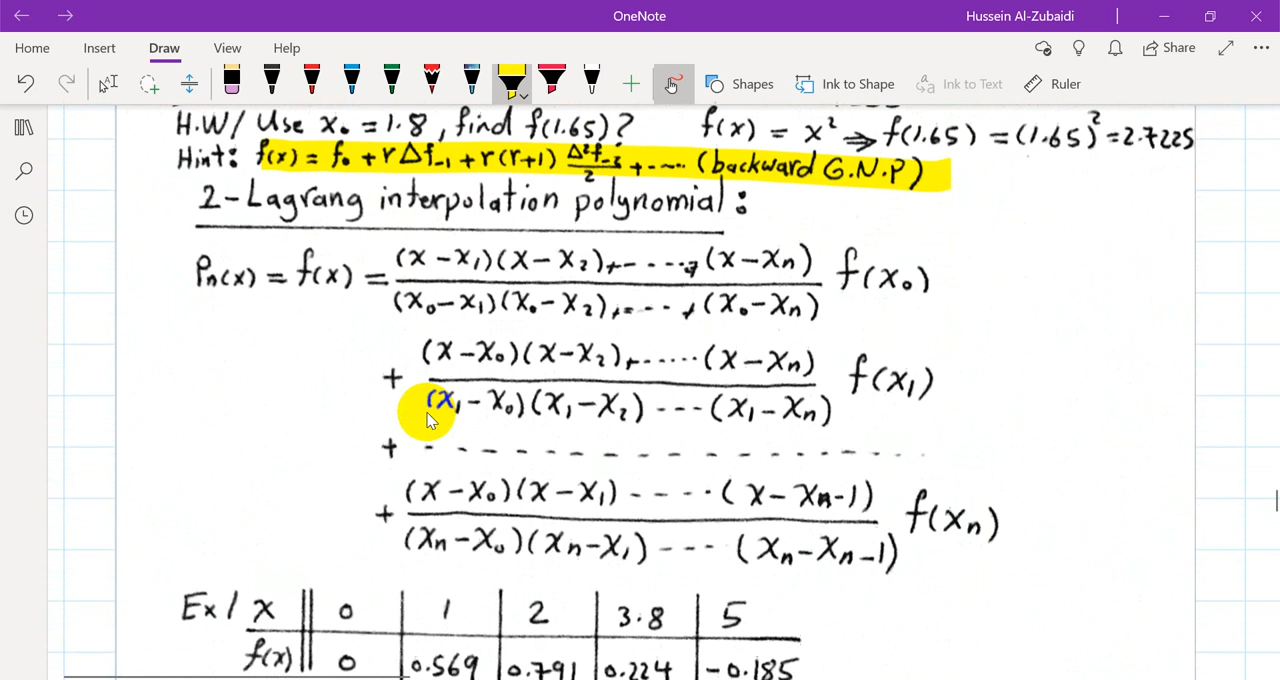 OneNote
Hussein Al-Zubaidi
Home Insert Draw View Help
Share
Shapes Ink to Shape Ink to Text Ruler
H.W/ Use x₀ = 1.8, find f(1.65)? f(x) = x² ⇒ f(1.65) = (1.65)² = 2.7225
Hint: f(x) = f₀ + rΔf₋₁ + r(r+1) Δ²f₋₂/2 + -~-. (backward G.N.P)
2-Lagrang interpolation polynomial:
Pn(x) = f(x) = (x-x₁)(x-x₂), ..... , (x-xₙ) / (x₀-x₁)(x₀-x₂), ..... , (x₀-xₙ) f(x₀)
+ (x-x₀)(x-x₂), ...... (x-xₙ) / (x₁-x₀)(x₁-x₂) --- (x₁-xₙ) f(x₁)
+ - - - - - - - - - - - - - - - - -
+ (x-x₀)(x-x₁) - - - - . (x-xₙ-1) / (xₙ-x₀)(xₙ-x₁) --- (xₙ-xₙ-1) f(xₙ)
Ex/ x 0 1 2 3.8 5
f(x) 0 0.569 0.791 0.224 -0.185